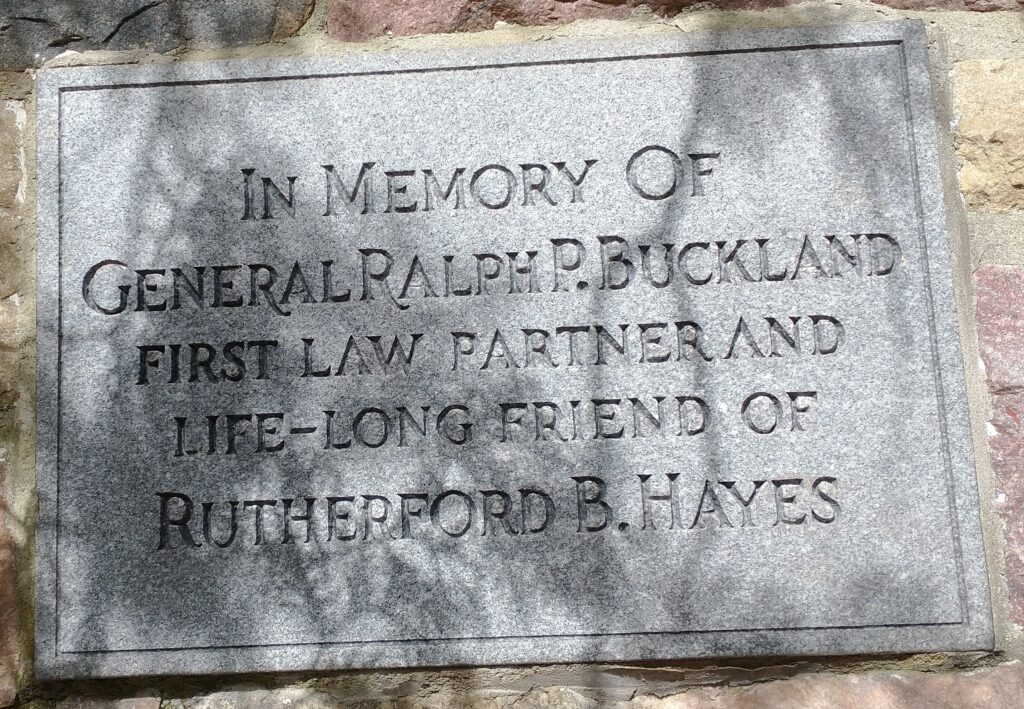 In Memory Of
General Ralph P. Buckland
first law partner and
life-long friend of
Rutherford B. Hayes